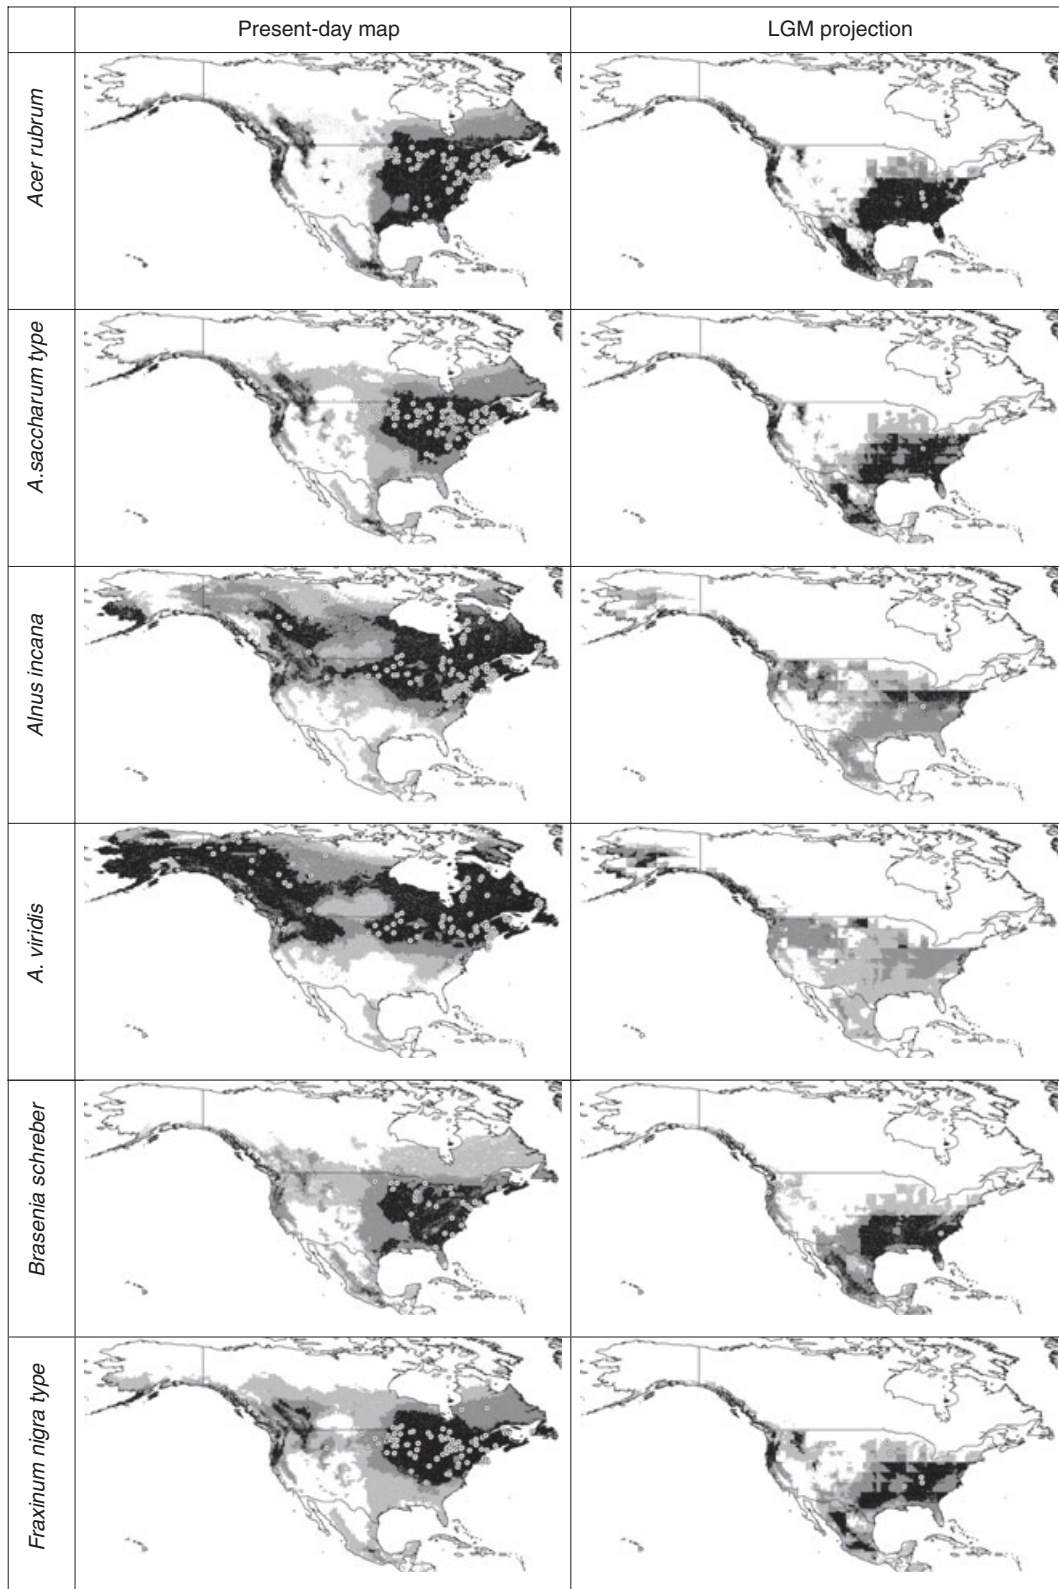 Present-day map
LGM projection
Acer rubrum
A.saccharum type
Alnus incana
A. viridis
Brasenia schreber
Fraxinum nigra type